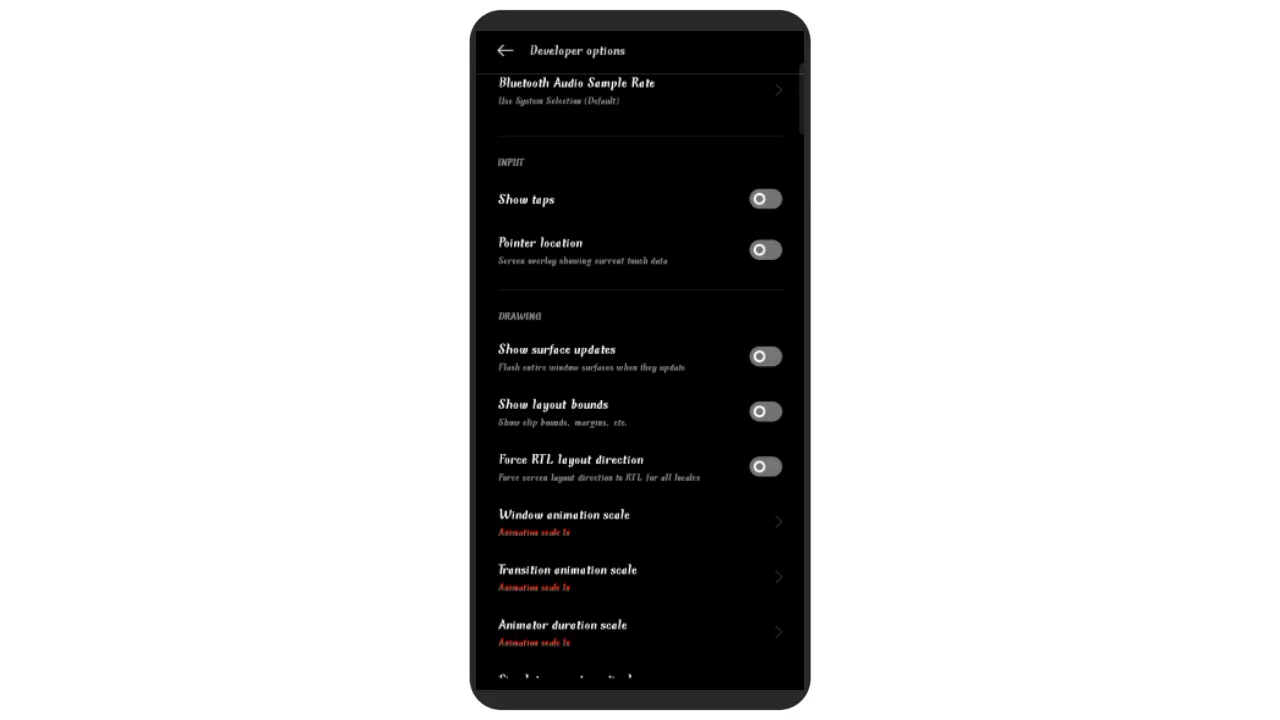 Developer options
Bluetooth Audio Sample Rate
Use System Selection (Default)
INPUT
Show taps
Pointer location
Screen overlay showing current touch data
DRAWING
Show surface updates
Flash entire window surfaces when they update
Show layout bounds
Show clip bounds, margins, etc.
Force RTL layout direction
Force screen layout direction to RTL for all locales
Window animation scale
Animation scale 1x
Transition animation scale
Animation scale 1x
Animator duration scale
Animation scale 1x